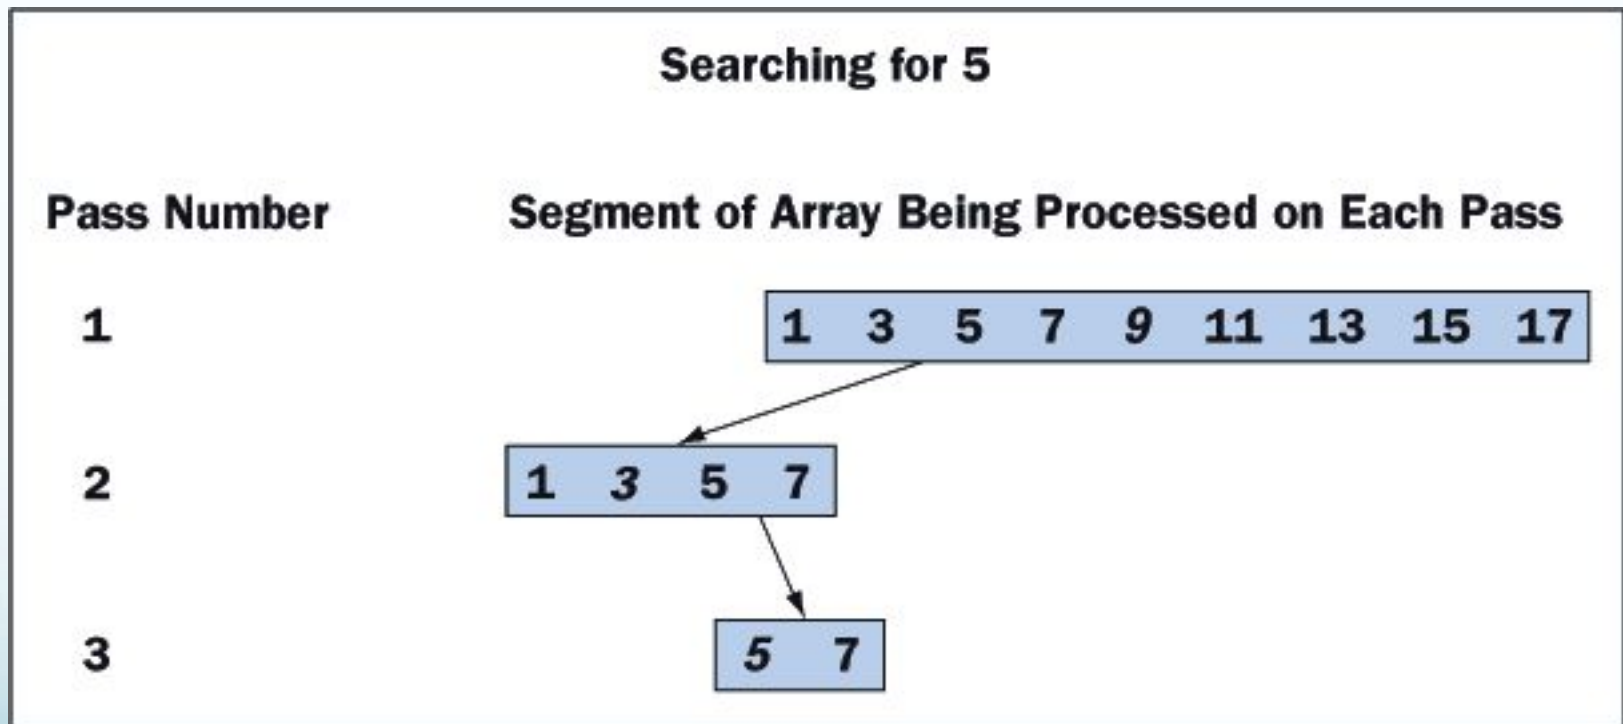 Searching for 5
Pass Number Segment of Array Being Processed on Each Pass
1 1 3 5 7 9 11 13 15 17
2 1 3 5 7
3 5 7